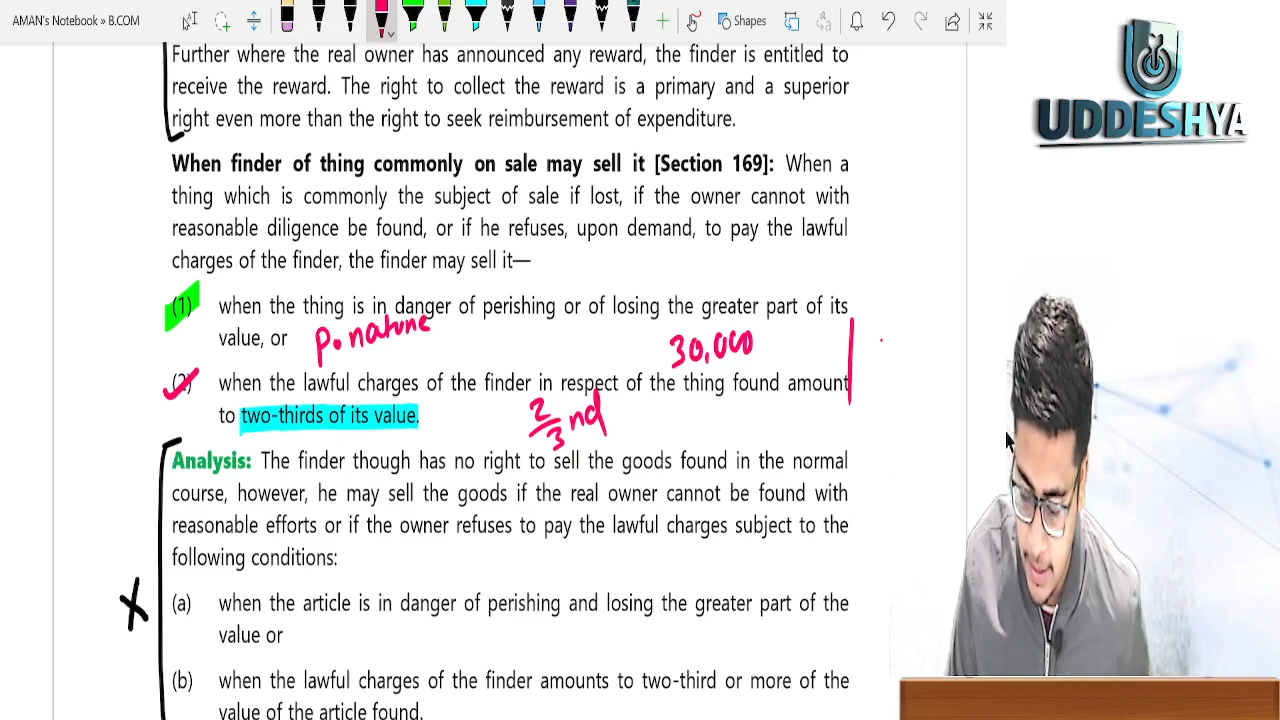 AMAN's Notebook » B.COM
Shapes
Further where the real owner has announced any reward, the finder is entitled to
receive the reward. The right to collect the reward is a primary and a superior
right even more than the right to seek reimbursement of expenditure.
UDDESHYA
When finder of thing commonly on sale may sell it [Section 169]: When a
thing which is commonly the subject of sale if lost, if the owner cannot with
reasonable diligence be found, or if he refuses, upon demand, to pay the lawful
charges of the finder, the finder may sell it—
(1) when the thing is in danger of perishing or of losing the greater part of its
value, or
P. nature
30,000
(2) when the lawful charges of the finder in respect of the thing found amount
to two-thirds of its value.
2/3 nd
Analysis: The finder though has no right to sell the goods found in the normal
course, however, he may sell the goods if the real owner cannot be found with
reasonable efforts or if the owner refuses to pay the lawful charges subject to the
following conditions:
(a) when the article is in danger of perishing and losing the greater part of the
value or
X
(b) when the lawful charges of the finder amounts to two-third or more of the
value of the article found.